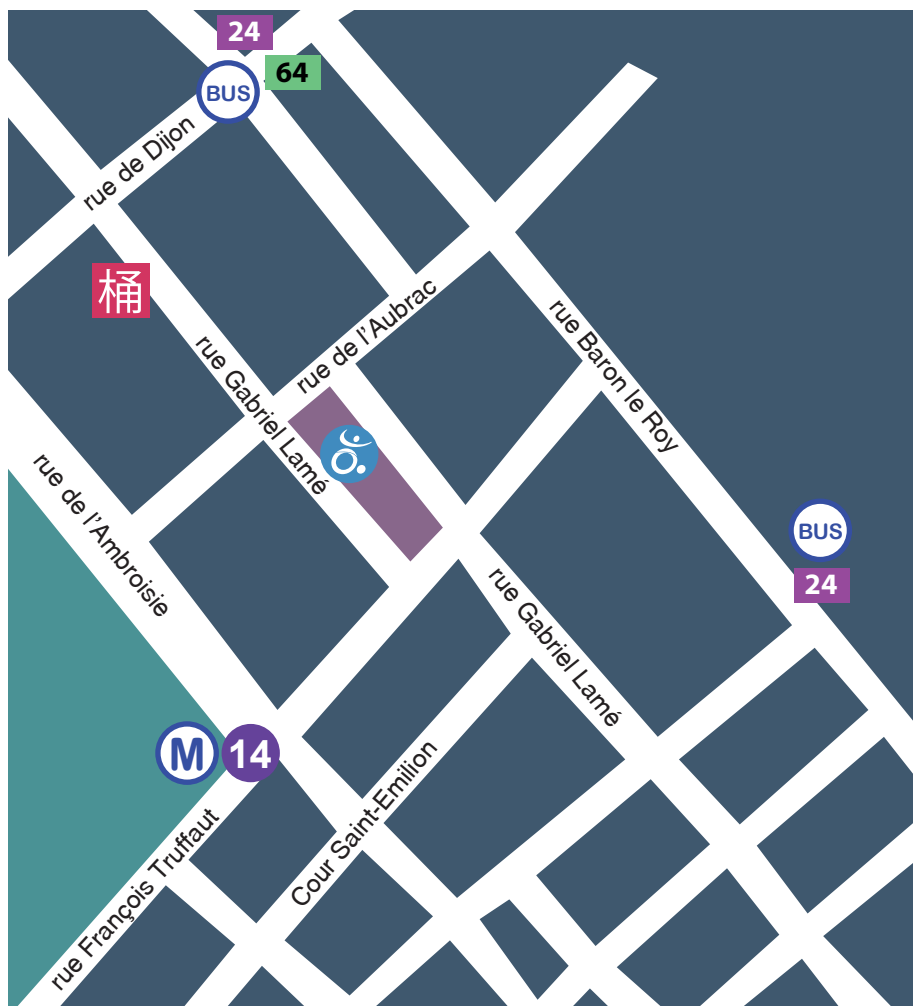 24
64
BUS
rue de Dijon
桶
rue de l'Aubrac
rue Gabriel Lamé
rue Baron le Roy
rue de l'Ambroisie
BUS
24
rue Gabriel Lamé
M
14
Cour Saint-Emilion
rue François Truffaut